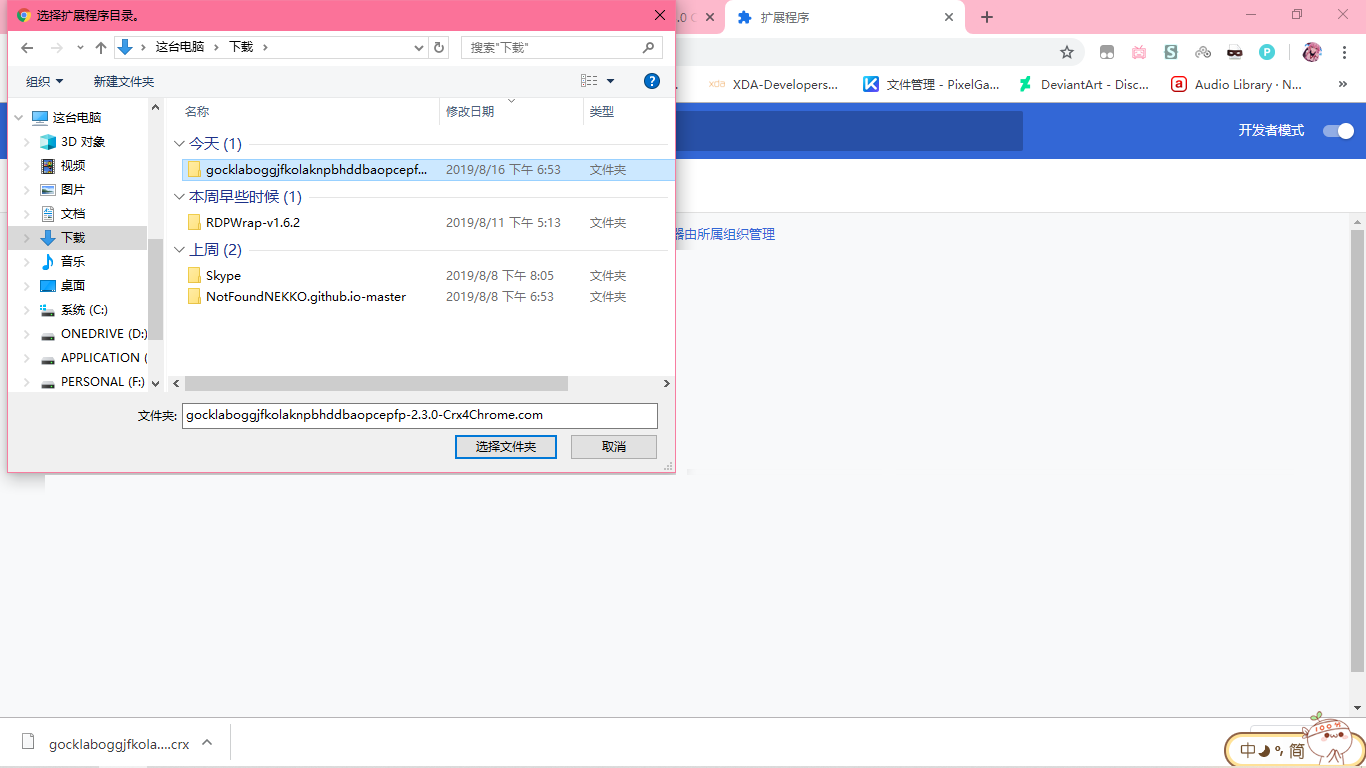 选择扩展程序目录。
.0 C
扩展程序
这台电脑
下载
搜索"下载"
组织
新建文件夹
XDA-Developers...
文件管理 - PixelGa...
DeviantArt - Disc...
Audio Library · N...
开发者模式
器由所属组织管理
这台电脑
3D 对象
视频
图片
文档
下载
音乐
桌面
系统 (C:)
ONEDRIVE (D:)
APPLICATION (
PERSONAL (F:)
名称
修改日期
类型
今天 (1)
gocklaboggjfkolaknpbhddbaopcepf...
2019/8/16 下午 6:53
文件夹
本周早些时候 (1)
RDPWrap-v1.6.2
2019/8/11 下午 5:13
文件夹
上周 (2)
Skype
2019/8/8 下午 8:05
文件夹
NotFoundNEKKO.github.io-master
2019/8/8 下午 6:53
文件夹
文件夹:
gocklaboggjfkolaknpbhddbaopcepfp-2.3.0-Crx4Chrome.com
选择文件夹
取消
gocklaboggjfkola....crx
100分
中
简